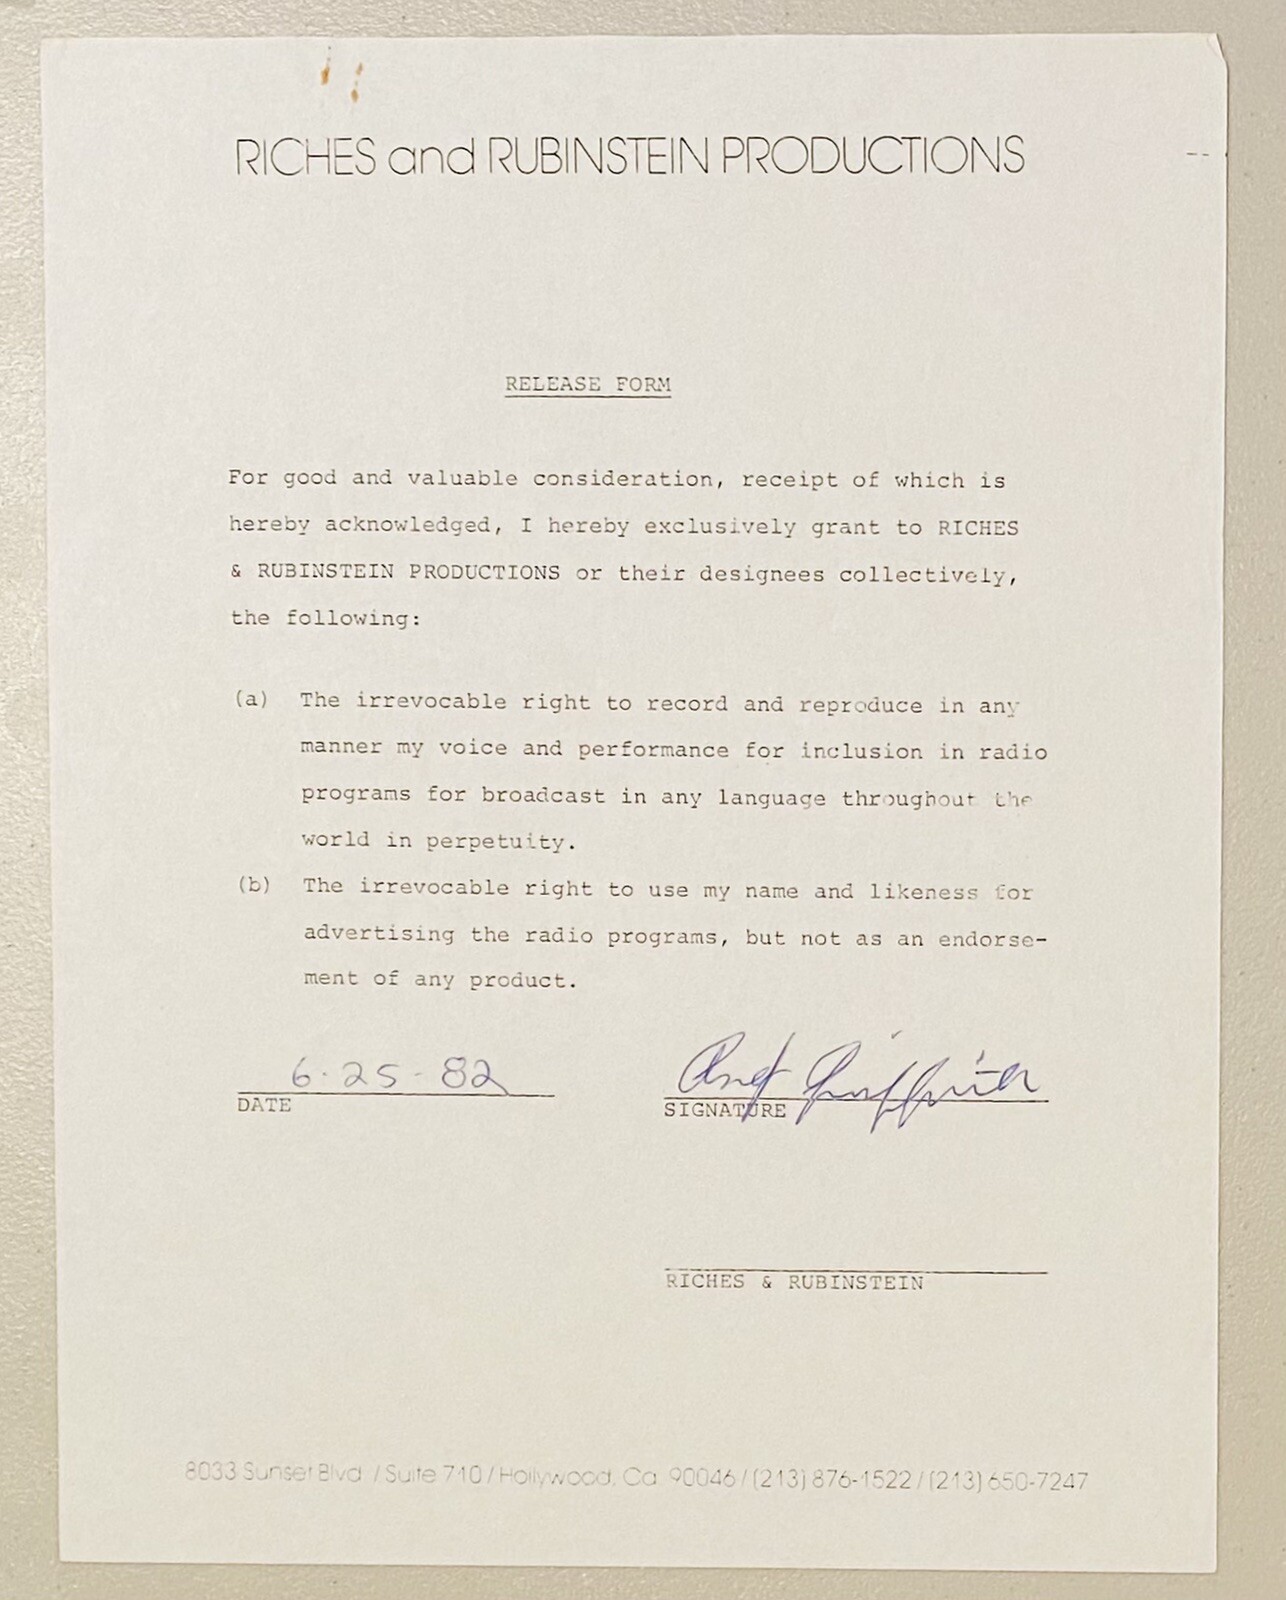 RICHES and RUBINSTEIN PRODUCTIONS
RELEASE FORM
For good and valuable consideration, receipt of which is
hereby acknowledged, I hereby exclusively grant to RICHES
& RUBINSTEIN PRODUCTIONS or their designees collectively,
the following:
(a) The irrevocable right to record and reproduce in any
manner my voice and performance for inclusion in radio
programs for broadcast in any language throughout the
world in perpetuity.
(b) The irrevocable right to use my name and likeness for
advertising the radio programs, but not as an endorse-
ment of any product.
6-25-82
DATE
SIGNATURE
RICHES & RUBINSTEIN
8033 Sunset Blvd. / Suite 710 / Hollywood, Ca. 90046 / (213) 876-1522 / (213) 650-7247